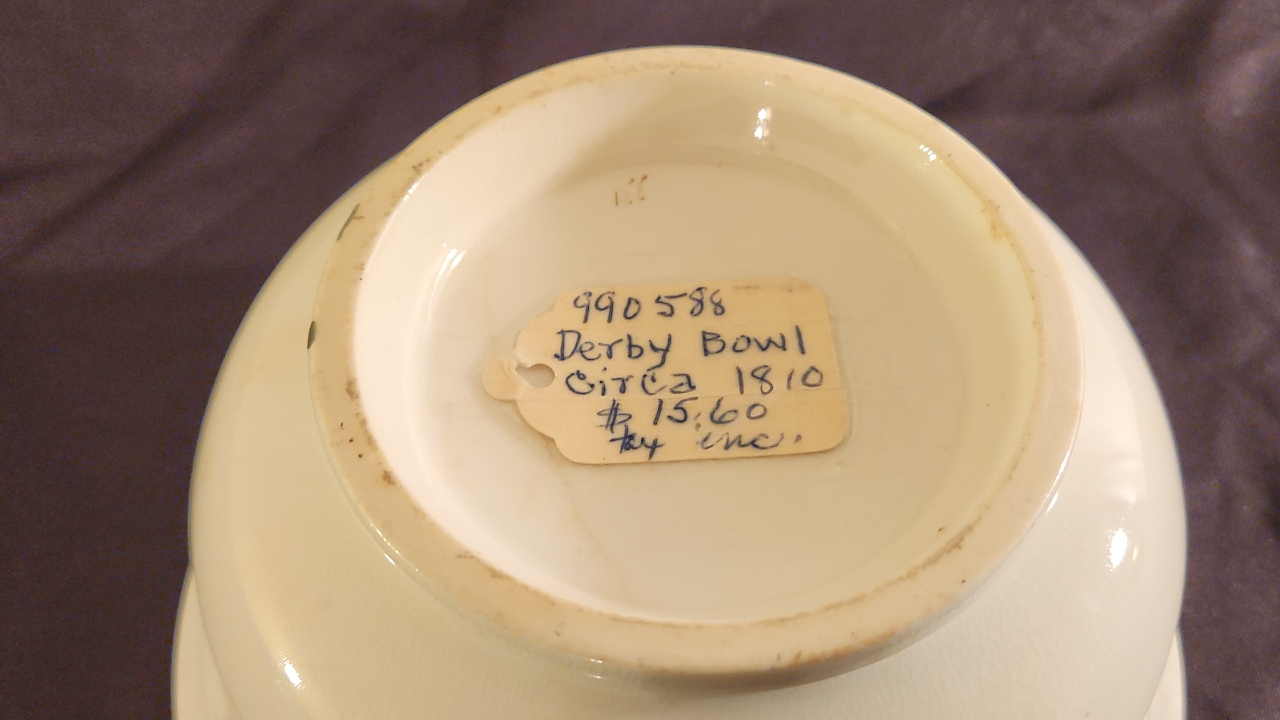 990588
Derby Bowl
Circa 1810
$ 15.60
tax inc.